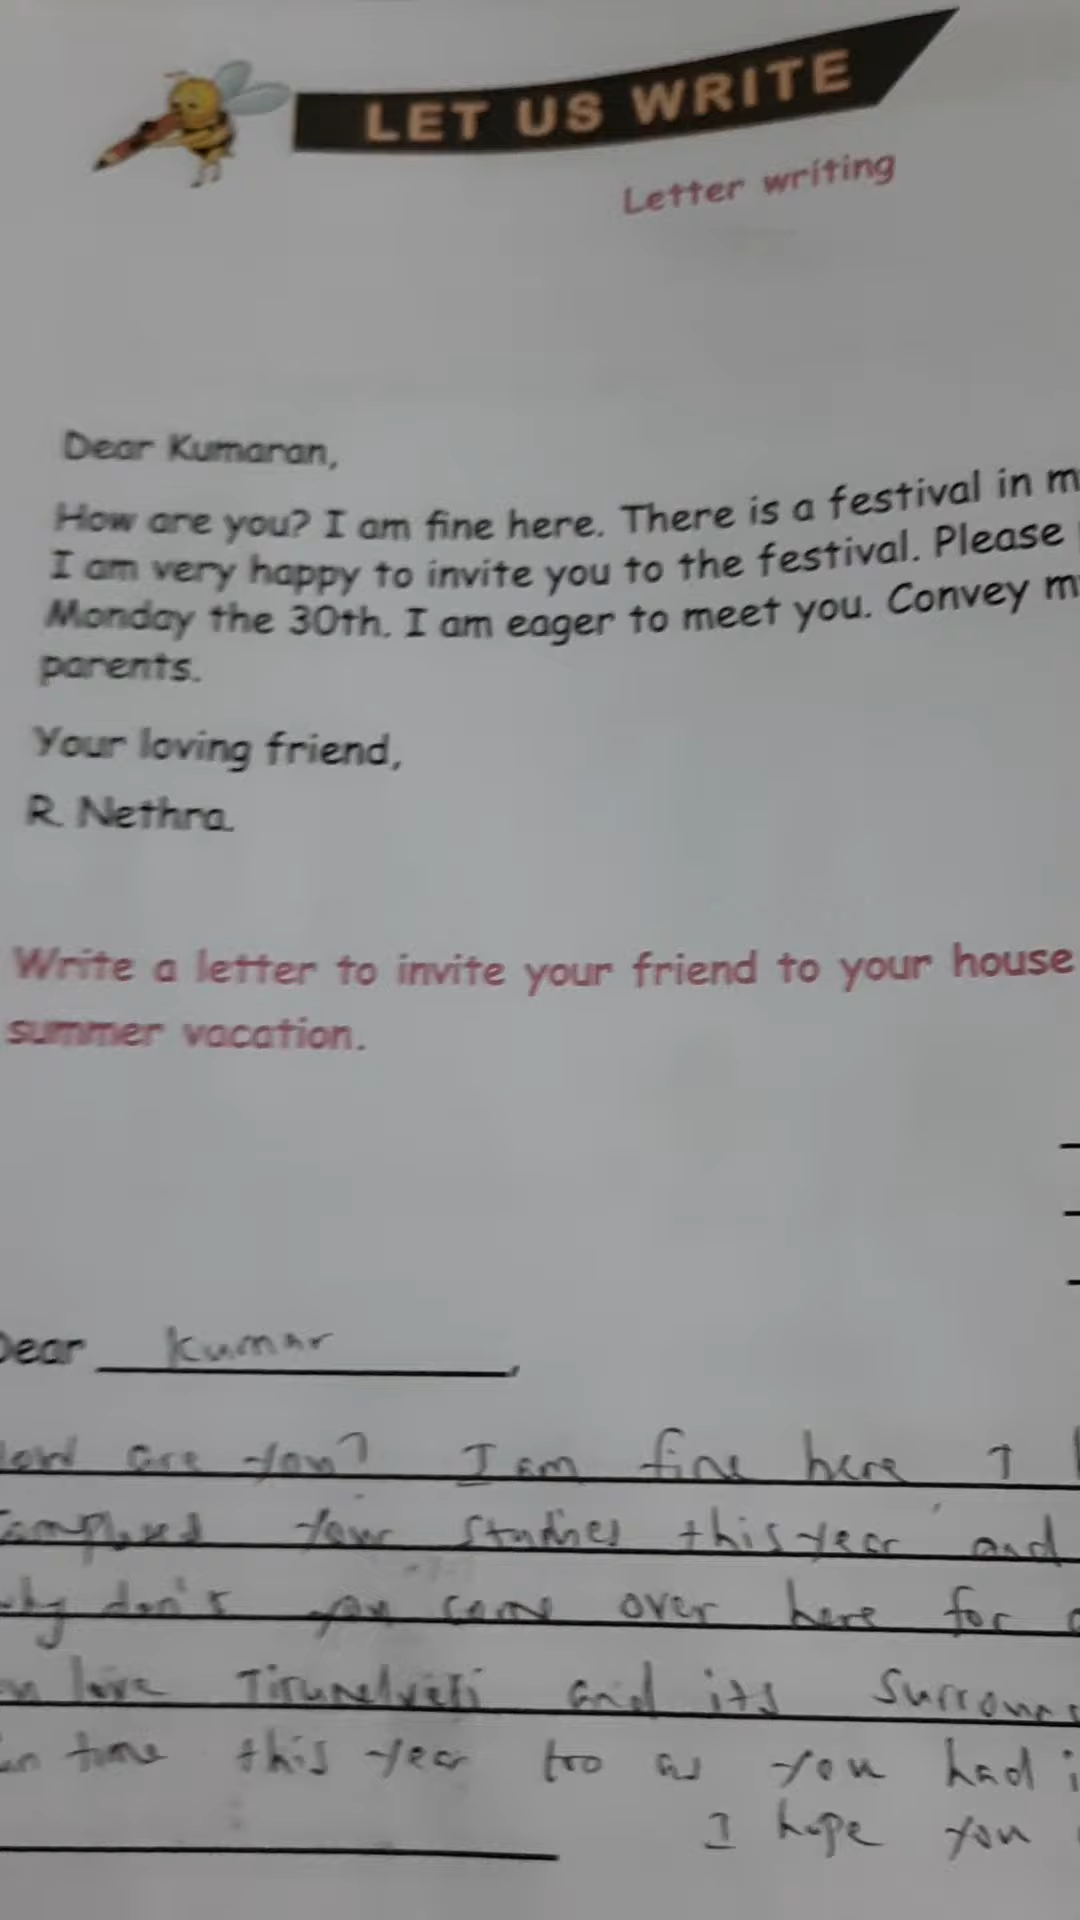 LET US WRITE
Letter writing
Dear Kumaran,
How are you? I am fine here. There is a festival in m
I am very happy to invite you to the festival. Please
Monday the 30th. I am eager to meet you. Convey m
parents.
Your loving friend,
R. Nethra.
Write a letter to invite your friend to your house
summer vacation.
Dear Kumar,
are you? I am fine here I
your studies this year and
don't you come over here for
love Tirunelveli and its
time this year too as you had
I hope you